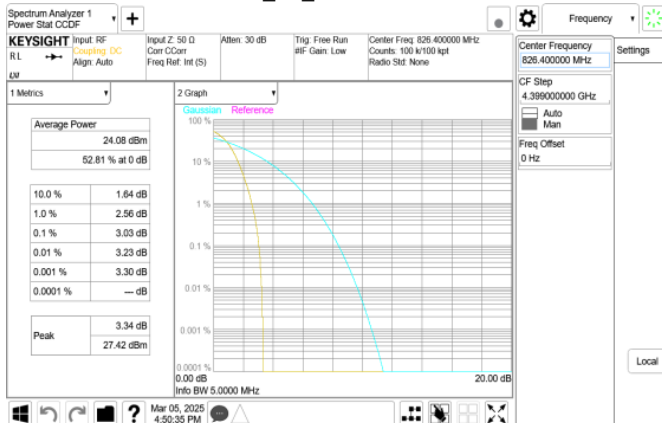 Spectrum Analyzer 1
Power Stat CCDF
Frequency
KEYSIGHT
RL
Input: RF
Coupling: DC
Align: Auto
Input Z: 50 Ω
Corr CCorr
Freq Ref: Int (S)
Atten: 30 dB
Trig: Free Run
#IF Gain: Low
Center Freq: 826.400000 MHz
Counts: 100 k/100 kpt
Radio Std: None
Center Frequency
826.400000 MHz
Settings
CF Step
4.399000000 GHz
Auto
Man
Freq Offset
0 Hz
1 Metrics
Average Power
24.08 dBm
52.81 % at 0 dB
10.0 % 1.64 dB
1.0 % 2.56 dB
0.1 % 3.03 dB
0.01 % 3.23 dB
0.001 % 3.30 dB
0.0001 % --- dB
Peak
3.34 dB
27.42 dBm
2 Graph
Gaussian Reference
100 %
10 %
1 %
0.1 %
0.01 %
0.001 %
0.0001 %
0.00 dB 20.00 dB
Info BW 5.0000 MHz
Local
Mar 05, 2025
4:50:35 PM